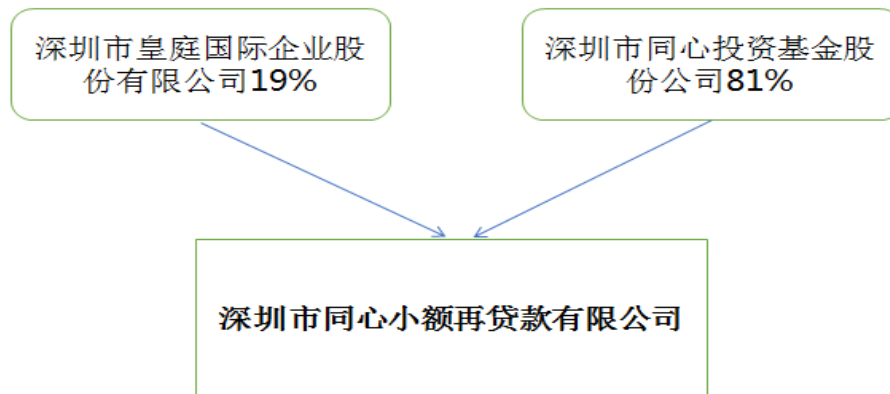 深圳市皇庭国际企业股
份有限公司19%
深圳市同心投资基金股
份公司81%
深圳市同心小额再贷款有限公司